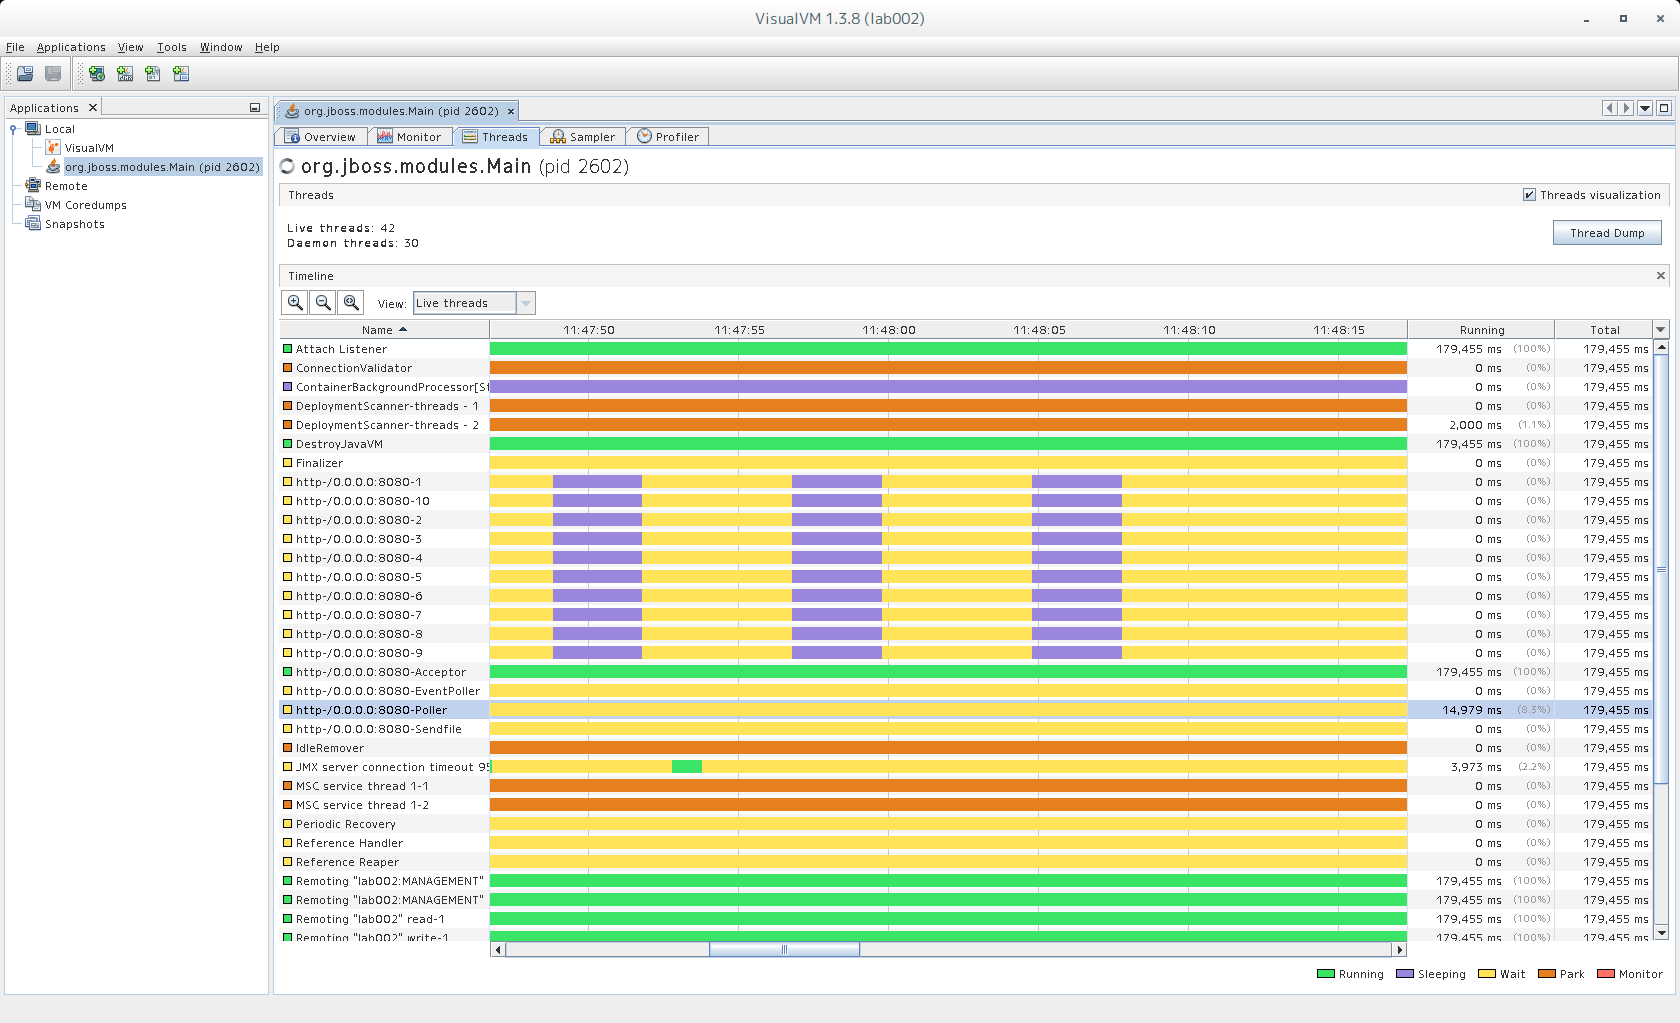 VisualVM 1.3.8 (lab002)
File Applications View Tools Window Help
Applications
Local
VisualVM
org.jboss.modules.Main (pid 2602)
Remote
VM Coredumps
Snapshots
org.jboss.modules.Main (pid 2602)
Overview Monitor Threads Sampler Profiler
org.jboss.modules.Main (pid 2602)
Threads Threads visualization
Live threads: 42
Daemon threads: 30
Thread Dump
Timeline
View: Live threads
Name 11:47:50 11:47:55 11:48:00 11:48:05 11:48:10 11:48:15 Running Total
Attach Listener 179,455 ms (100%) 179,455 ms
ConnectionValidator 0 ms (0%) 179,455 ms
ContainerBackgroundProcessor[St 0 ms (0%) 179,455 ms
DeploymentScanner-threads - 1 0 ms (0%) 179,455 ms
DeploymentScanner-threads - 2 2,000 ms (1.1%) 179,455 ms
DestroyJavaVM 179,455 ms (100%) 179,455 ms
Finalizer 0 ms (0%) 179,455 ms
http-/0.0.0.0:8080-1 0 ms (0%) 179,455 ms
http-/0.0.0.0:8080-10 0 ms (0%) 179,455 ms
http-/0.0.0.0:8080-2 0 ms (0%) 179,455 ms
http-/0.0.0.0:8080-3 0 ms (0%) 179,455 ms
http-/0.0.0.0:8080-4 0 ms (0%) 179,455 ms
http-/0.0.0.0:8080-5 0 ms (0%) 179,455 ms
http-/0.0.0.0:8080-6 0 ms (0%) 179,455 ms
http-/0.0.0.0:8080-7 0 ms (0%) 179,455 ms
http-/0.0.0.0:8080-8 0 ms (0%) 179,455 ms
http-/0.0.0.0:8080-9 0 ms (0%) 179,455 ms
http-/0.0.0.0:8080-Acceptor 179,455 ms (100%) 179,455 ms
http-/0.0.0.0:8080-EventPoller 0 ms (0%) 179,455 ms
http-/0.0.0.0:8080-Poller 14,979 ms (8.3%) 179,455 ms
http-/0.0.0.0:8080-Sendfile 0 ms (0%) 179,455 ms
IdleRemover 0 ms (0%) 179,455 ms
JMX server connection timeout 95 3,973 ms (2.2%) 179,455 ms
MSC service thread 1-1 0 ms (0%) 179,455 ms
MSC service thread 1-2 0 ms (0%) 179,455 ms
Periodic Recovery 0 ms (0%) 179,455 ms
Reference Handler 0 ms (0%) 179,455 ms
Reference Reaper 0 ms (0%) 179,455 ms
Remoting "lab002:MANAGEMENT" 179,455 ms (100%) 179,455 ms
Remoting "lab002:MANAGEMENT" 179,455 ms (100%) 179,455 ms
Remoting "lab002" read-1 179,455 ms (100%) 179,455 ms
Remoting "lab002" write-1 179,455 ms (100%) 179,455 ms
Running Sleeping Wait Park Monitor